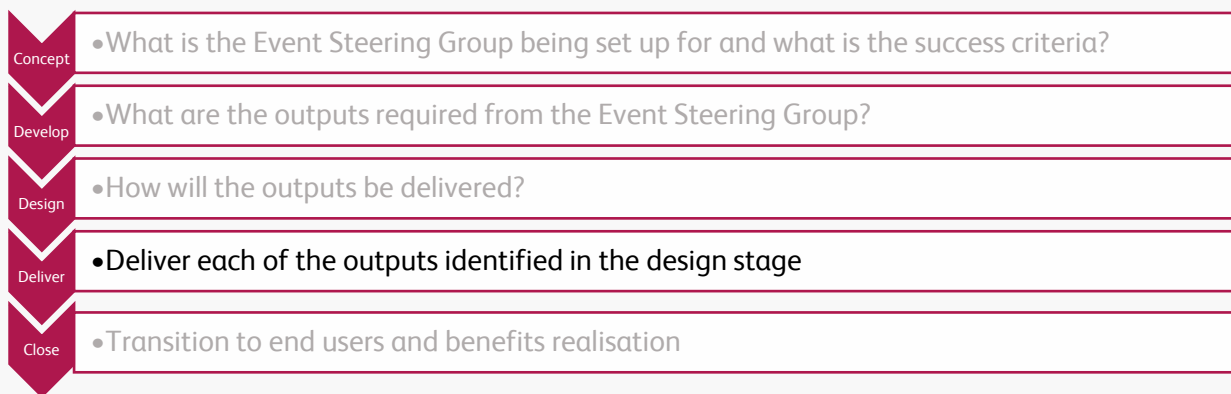 Concept
•What is the Event Steering Group being set up for and what is the success criteria?
Develop
•What are the outputs required from the Event Steering Group?
Design
•How will the outputs be delivered?
Deliver
•Deliver each of the outputs identified in the design stage
Close
•Transition to end users and benefits realisation